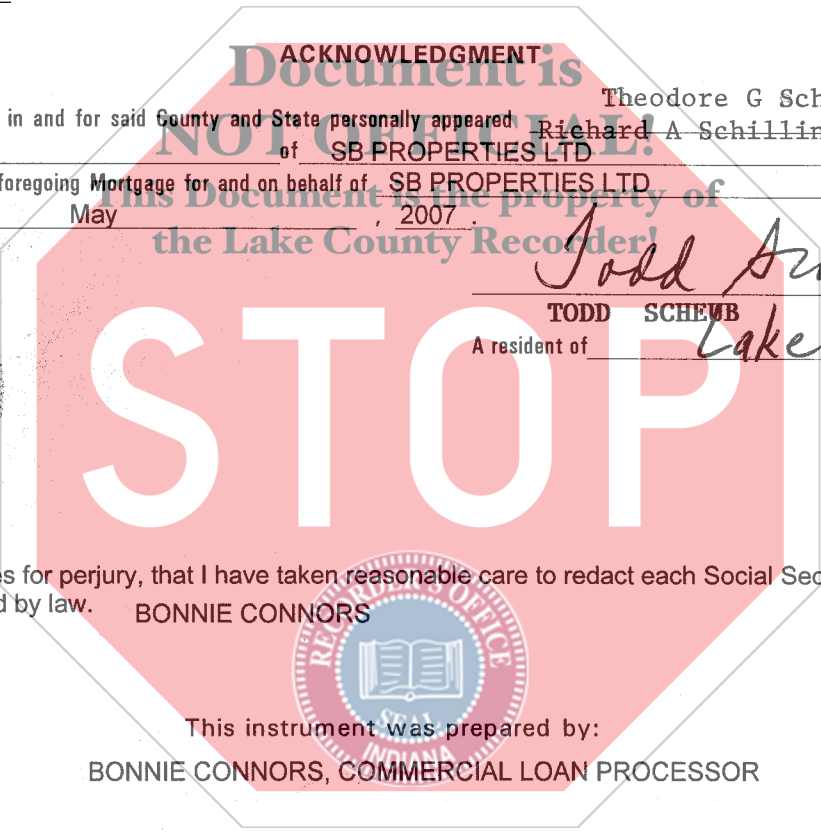 ACKNOWLEDGMENT
Document is
Theodore G Sch
in and for said County and State personally appeared Richard A Schillin
NOT OFFICIAL!
of SB PROPERTIES LTD
foregoing Mortgage for and on behalf of SB PROPERTIES LTD
This Document is the property of
May , 2007 .
the Lake County Recorder!
Todd
TODD SCHEUB
A resident of Lake
STOP
es for perjury, that I have taken reasonable care to redact each Social Sec
d by law. BONNIE CONNORS
RECORDER'S OFFICE
SEAL
INDIANA
This instrument was prepared by:
BONNIE CONNORS, COMMERCIAL LOAN PROCESSOR